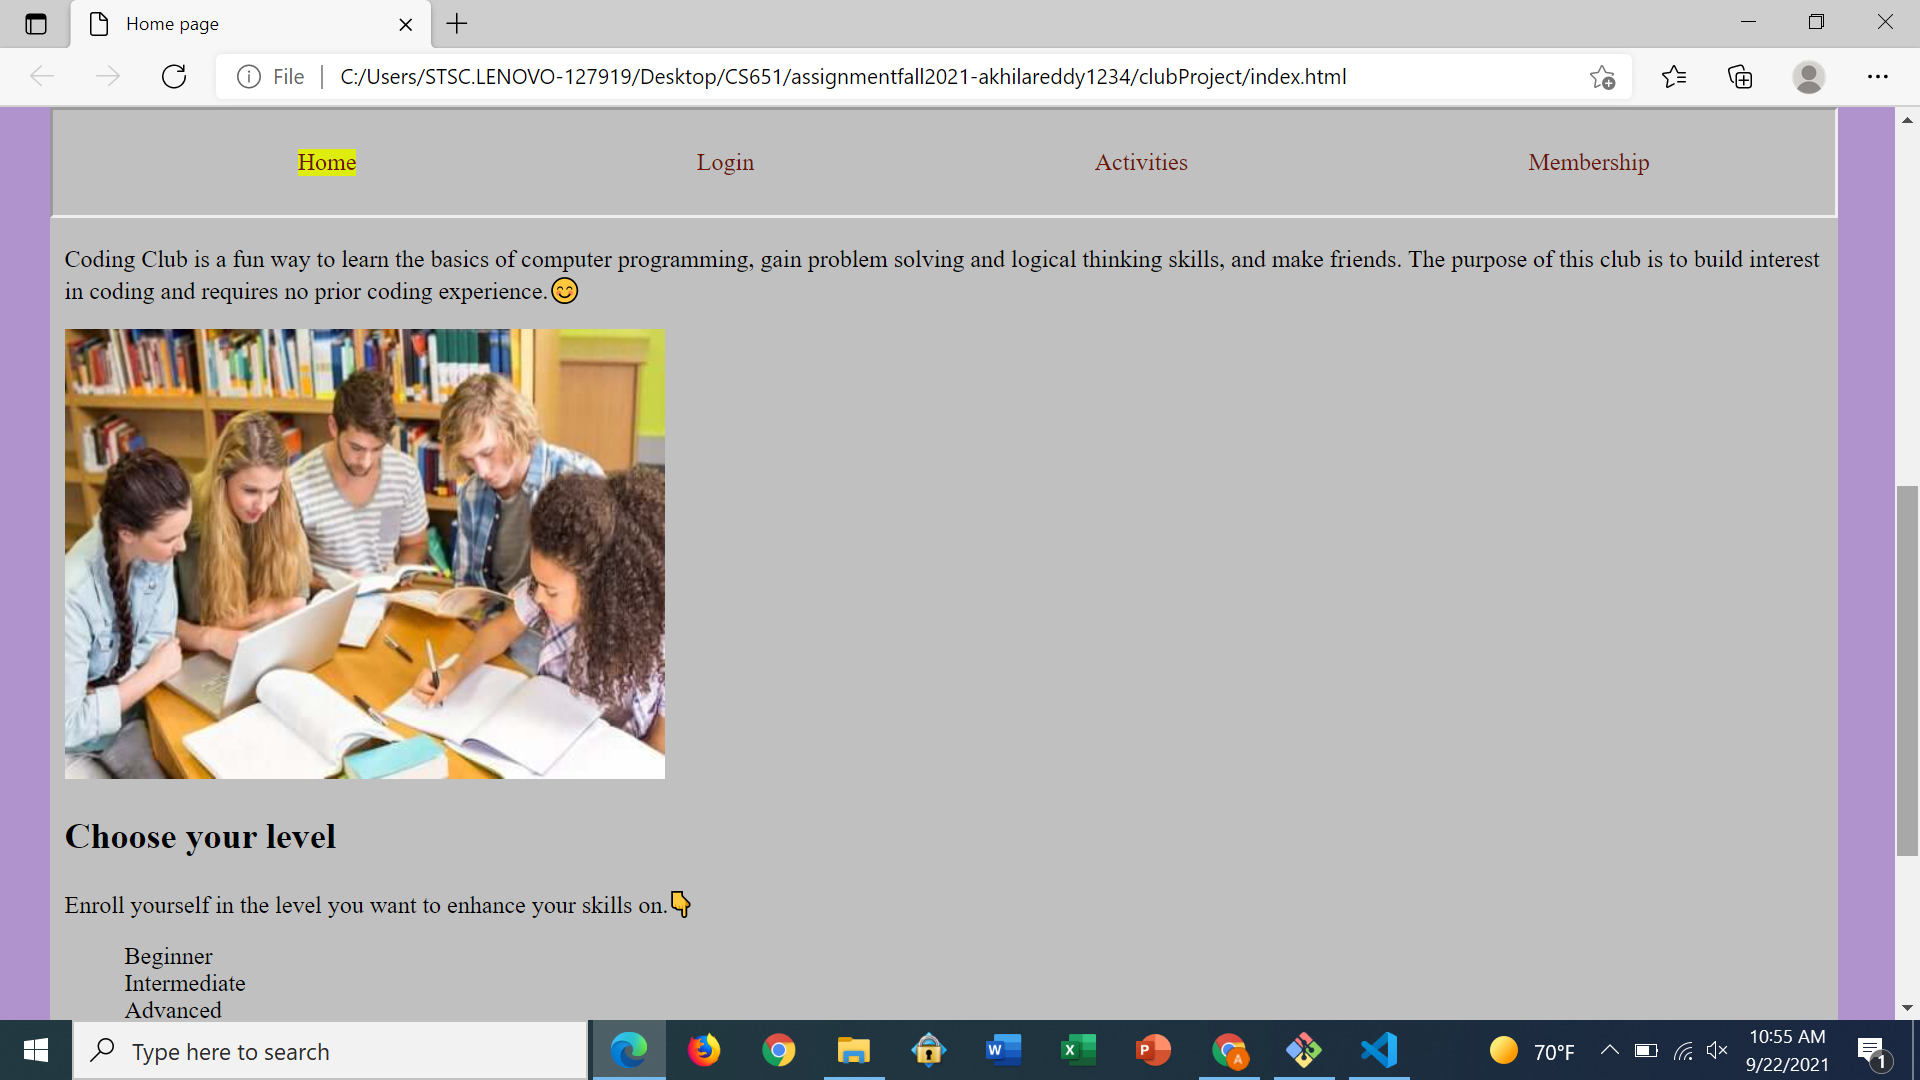 Home page
File | C:/Users/STSC.LENOVO-127919/Desktop/CS651/assignmentfall2021-akhilareddy1234/clubProject/index.html
Home Login Activities Membership
Coding Club is a fun way to learn the basics of computer programming, gain problem solving and logical thinking skills, and make friends. The purpose of this club is to build interest
in coding and requires no prior coding experience.😊
Choose your level
Enroll yourself in the level you want to enhance your skills on.👇
Beginner
Intermediate
Advanced
Type here to search
W
X
P
A
70°F
10:55 AM
9/22/2021
1